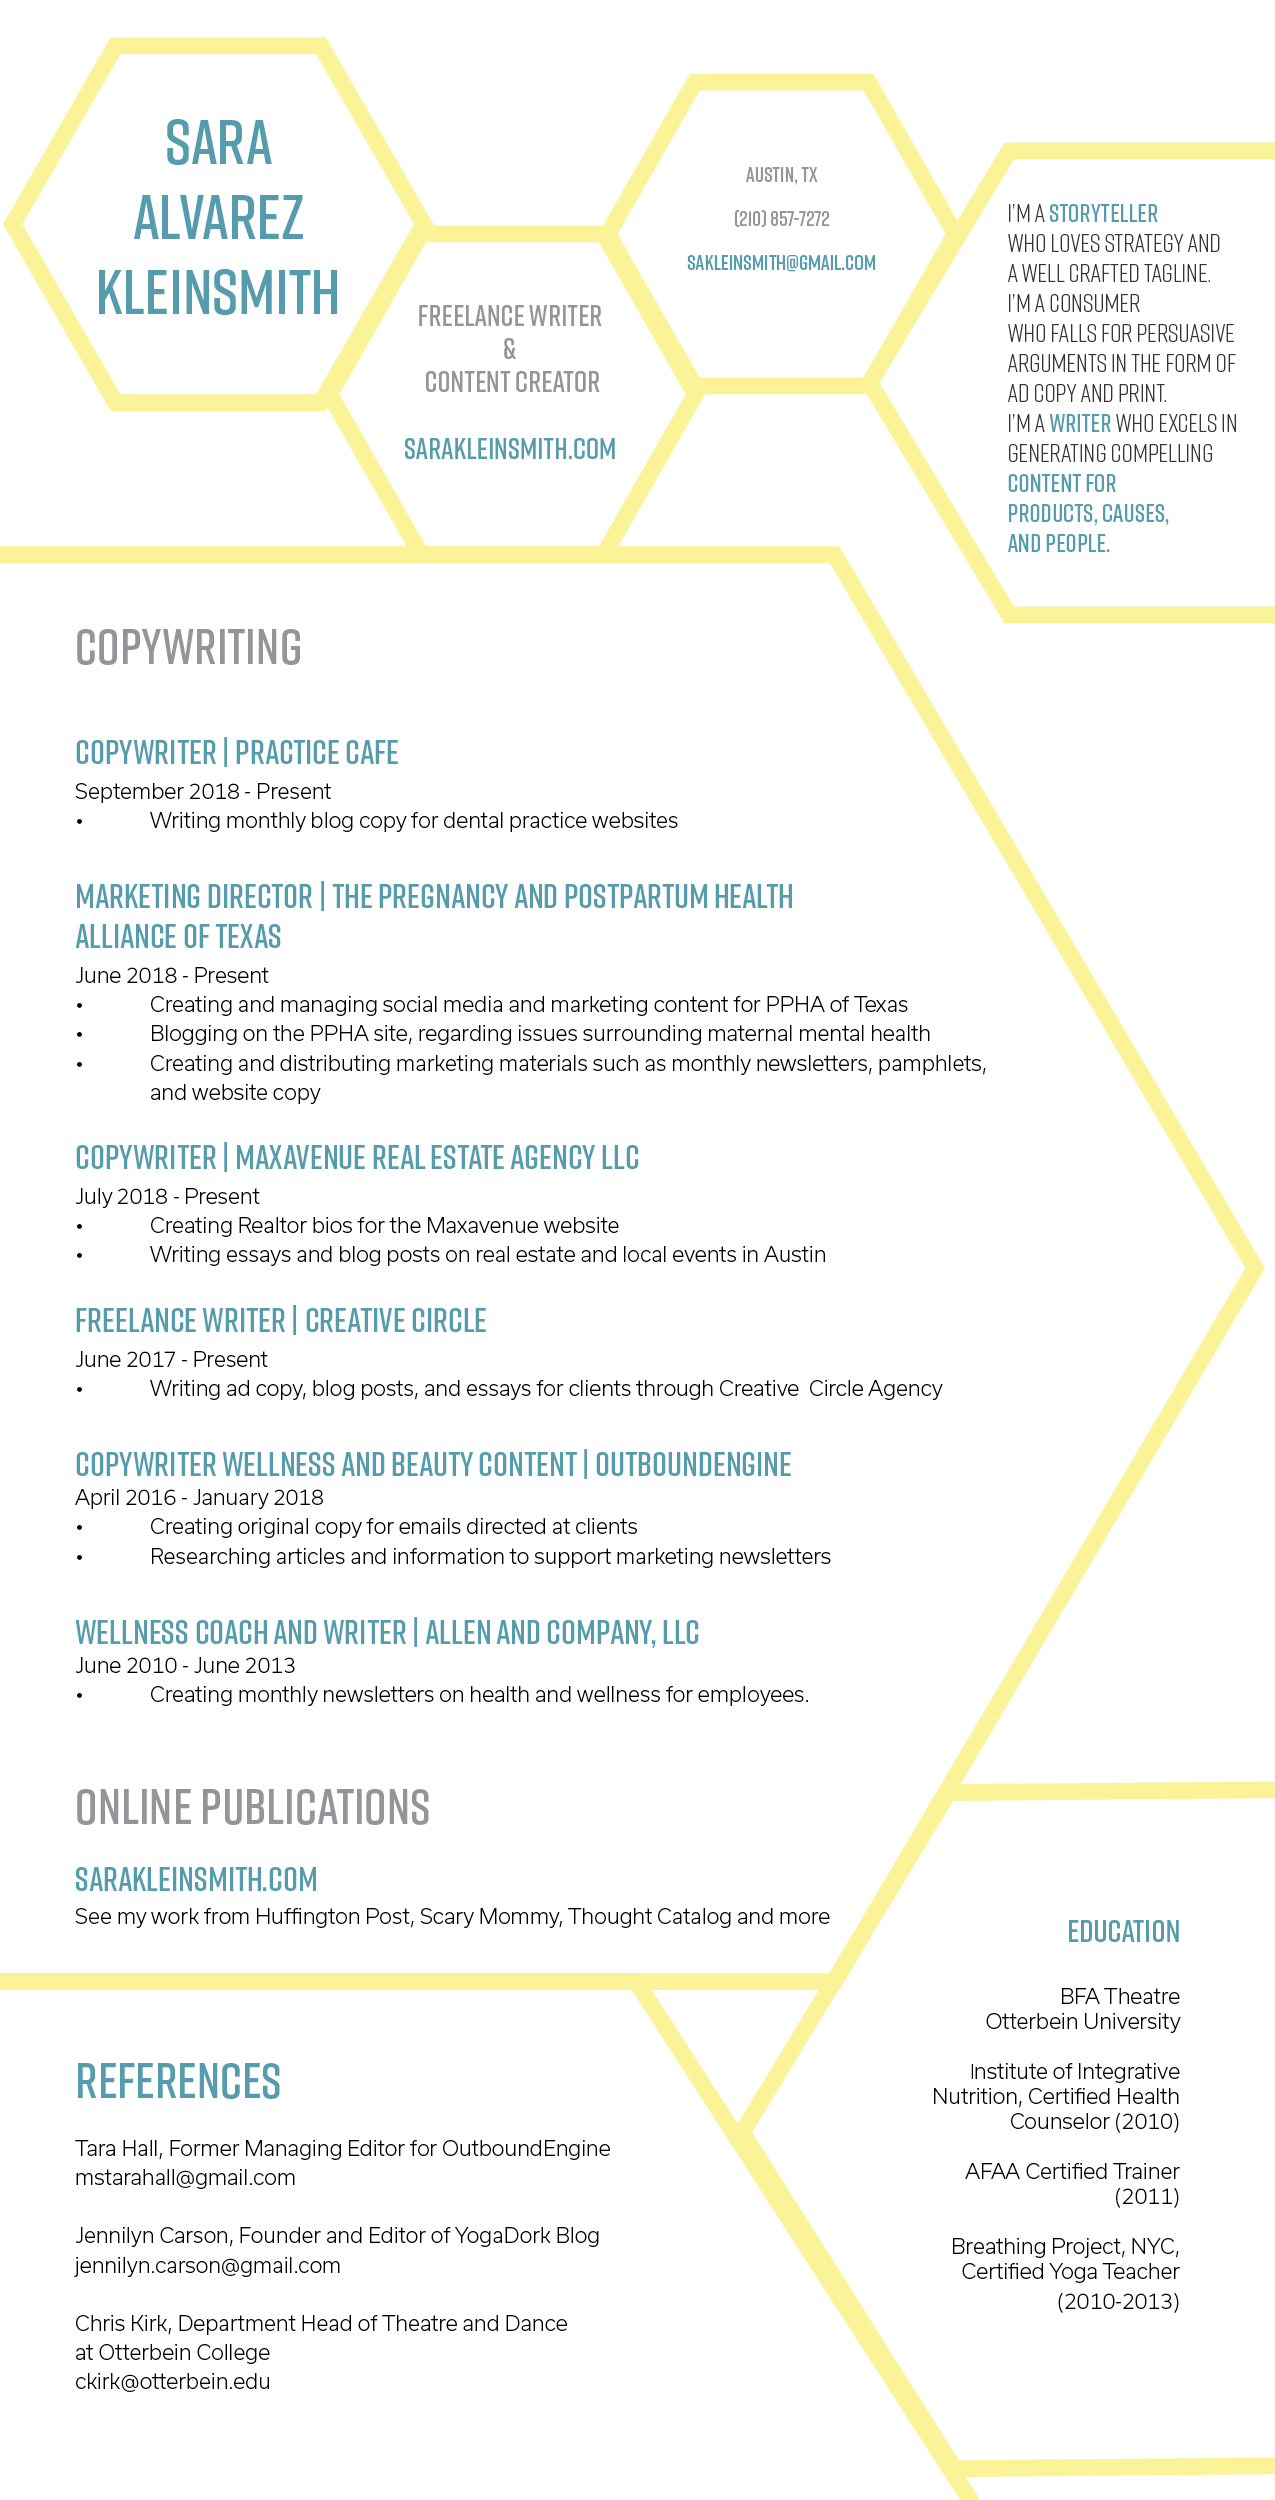 SARA
ALVAREZ
KLEINSMITH
FREELANCE WRITER
&
CONTENT CREATOR
SARAKLEINSMITH.COM
AUSTIN, TX
(210) 857-7272
SAKLEINSMITH@GMAIL.COM
I'M A STORYTELLER
WHO LOVES STRATEGY AND
A WELL CRAFTED TAGLINE.
I'M A CONSUMER
WHO FALLS FOR PERSUASIVE
ARGUMENTS IN THE FORM OF
AD COPY AND PRINT.
I'M A WRITER WHO EXCELS IN
GENERATING COMPELLING
CONTENT FOR
PRODUCTS, CAUSES,
AND PEOPLE.
COPYWRITING
COPYWRITER | PRACTICE CAFE
September 2018 - Present
• Writing monthly blog copy for dental practice websites
MARKETING DIRECTOR | THE PREGNANCY AND POSTPARTUM HEALTH
ALLIANCE OF TEXAS
June 2018 - Present
• Creating and managing social media and marketing content for PPHA of Texas
• Blogging on the PPHA site, regarding issues surrounding maternal mental health
• Creating and distributing marketing materials such as monthly newsletters, pamphlets,
and website copy
COPYWRITER | MAXAVENUE REAL ESTATE AGENCY LLC
July 2018 - Present
• Creating Realtor bios for the Maxavenue website
• Writing essays and blog posts on real estate and local events in Austin
FREELANCE WRITER | CREATIVE CIRCLE
June 2017 - Present
• Writing ad copy, blog posts, and essays for clients through Creative  Circle Agency
COPYWRITER WELLNESS AND BEAUTY CONTENT | OUTBOUNDENGINE
April 2016 - January 2018
• Creating original copy for emails directed at clients
• Researching articles and information to support marketing newsletters
WELLNESS COACH AND WRITER | ALLEN AND COMPANY, LLC
June 2010 - June 2013
• Creating monthly newsletters on health and wellness for employees.
ONLINE PUBLICATIONS
SARAKLEINSMITH.COM
See my work from Huffington Post, Scary Mommy, Thought Catalog and more
REFERENCES
Tara Hall, Former Managing Editor for OutboundEngine
mstarahall@gmail.com
Jennilyn Carson, Founder and Editor of YogaDork Blog
jennilyn.carson@gmail.com
Chris Kirk, Department Head of Theatre and Dance
at Otterbein College
ckirk@otterbein.edu
EDUCATION
BFA Theatre
Otterbein University
Institute of Integrative
Nutrition, Certified Health
Counselor (2010)
AFAA Certified Trainer
(2011)
Breathing Project, NYC,
Certified Yoga Teacher
(2010-2013)